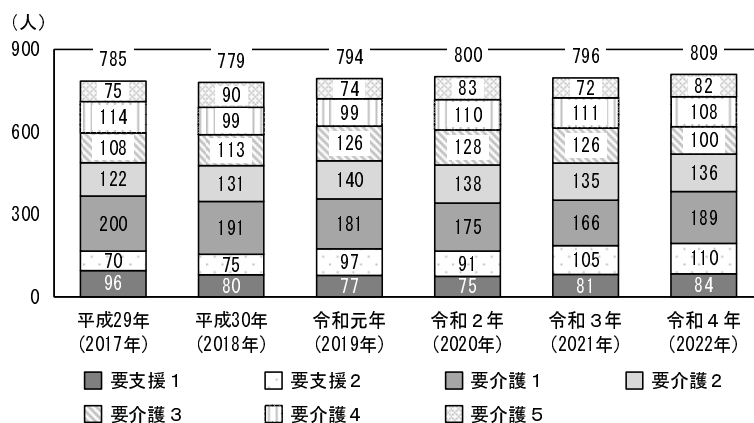 （人）
900 785 779 794 800 796 809
75 90 74 83 72 82
114 99 99 110 111 108
600
108 113 126 128 126 100
122 131 140 138 135 136
300
200 191 181 175 166 189
70 75 97 91 105 110
96 80 77 75 81 84
0
平成29年 平成30年 令和元年 令和２年 令和３年 令和４年
（2017年） （2018年） （2019年） （2020年） （2021年） （2022年）
要支援１ 要支援２ 要介護１ 要介護２
要介護３ 要介護４ 要介護５